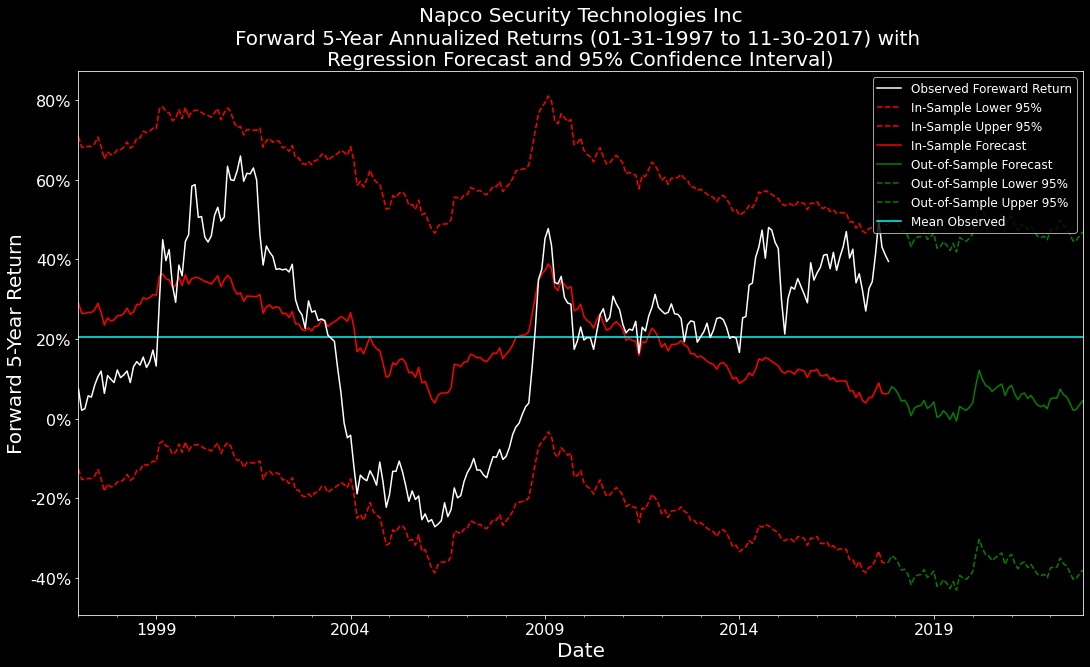 Napco Security Technologies Inc
Forward 5-Year Annualized Returns (01-31-1997 to 11-30-2017) with
Regression Forecast and 95% Confidence Interval)
Observed Foreward Return
In-Sample Lower 95%
In-Sample Upper 95%
In-Sample Forecast
Out-of-Sample Forecast
Out-of-Sample Lower 95%
Out-of-Sample Upper 95%
Mean Observed
Forward 5-Year Return
80%
60%
40%
20%
0%
-20%
-40%
1999
2004
2009
2014
2019
Date